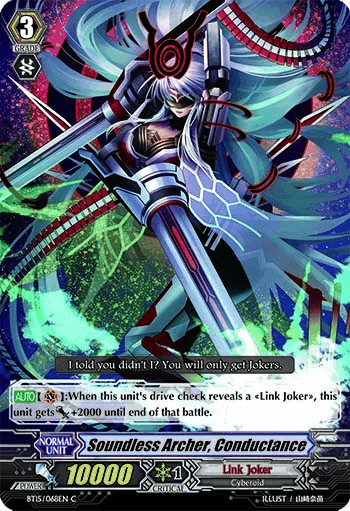 3
GRADE
I told you didn't I? You will only get Jokers.
AUTO [ ]:When this unit's drive check reveals a «Link Joker», this
unit gets +2000 until end of that battle.
NORMAL
UNIT
Soundless Archer, Conductance
POWER
10000
1
CRITICAL
Link Joker
Cyberoid
BT15/068EN C
ILLUST / 山崎奈苗